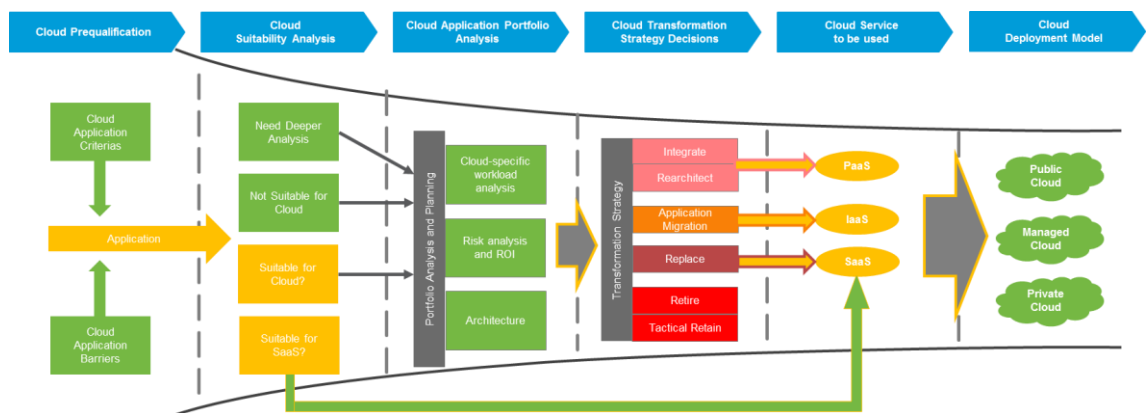 Cloud Prequalification
Cloud
Suitability Analysis
Cloud Application Portfolio
Analysis
Cloud Transformation
Strategy Decisions
Cloud Service
to be used
Cloud
Deployment Model
Cloud
Application
Criterias
Application
Cloud
Application
Barriers
Need Deeper
Analysis
Not Suitable for
Cloud
Suitable for
Cloud?
Suitable for
SaaS?
Portfolio Analysis and Planning
Cloud-specific
workload
analysis
Risk analysis
and ROI
Architecture
Transformation Strategy
Integrate
Rearchitect
Application
Migration
Replace
Retire
Tactical Retain
PaaS
IaaS
SaaS
Public
Cloud
Managed
Cloud
Private
Cloud